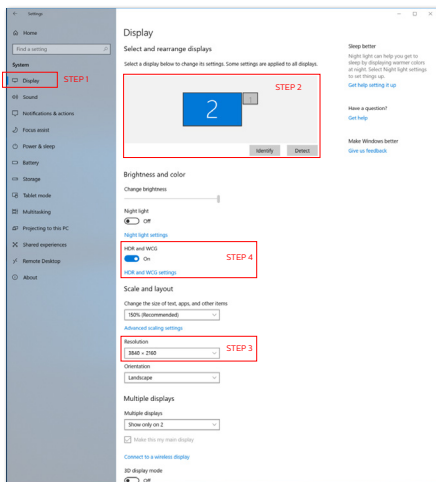 Settings
Home
Find a setting
System
Display
STEP 1
Sound
Notifications & actions
Focus assist
Power & sleep
Battery
Storage
Tablet mode
Multitasking
Projecting to this PC
Shared experiences
Remote Desktop
About
Display
Select and rearrange displays
Select a display below to change its settings. Some settings are applied to all displays.
STEP 2
2
1
Identify
Detect
Brightness and color
Change brightness
Night light
Off
Night light settings
HDR and WCG
On
STEP 4
HDR and WCG settings
Scale and layout
Change the size of text, apps, and other items
150% (Recommended)
Advanced scaling settings
Resolution
STEP 3
3840 × 2160
Orientation
Landscape
Multiple displays
Multiple displays
Show only on 2
Make this my main display
Connect to a wireless display
3D display mode
Off
Sleep better
Night light can help you get to
sleep by displaying warmer colors
at night. Select Night light settings
to set things up.
Get help setting it up
Have a question?
Get help
Make Windows better
Give us feedback